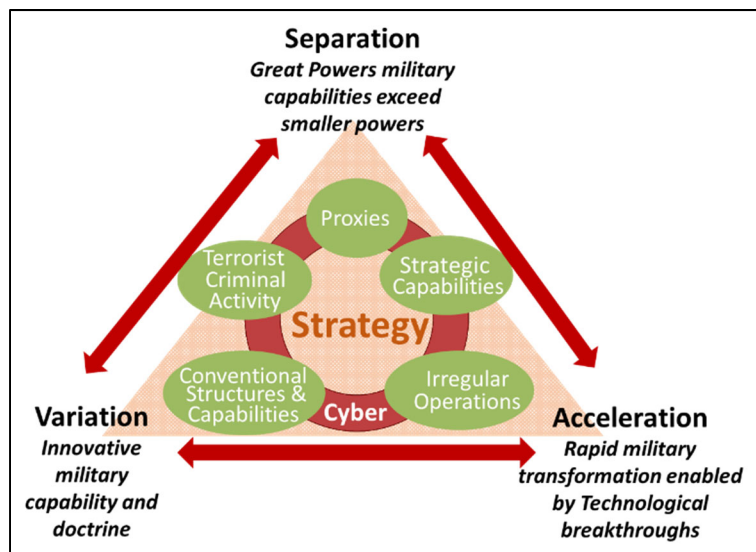 Separation
Great Powers military
capabilities exceed
smaller powers
Proxies
Terrorist
Criminal
Activity
Strategic
Capabilities
Strategy
Conventional
Structures &
Capabilities
Irregular
Operations
Cyber
Variation
Innovative
military
capability and
doctrine
Acceleration
Rapid military
transformation enabled
by Technological
breakthroughs